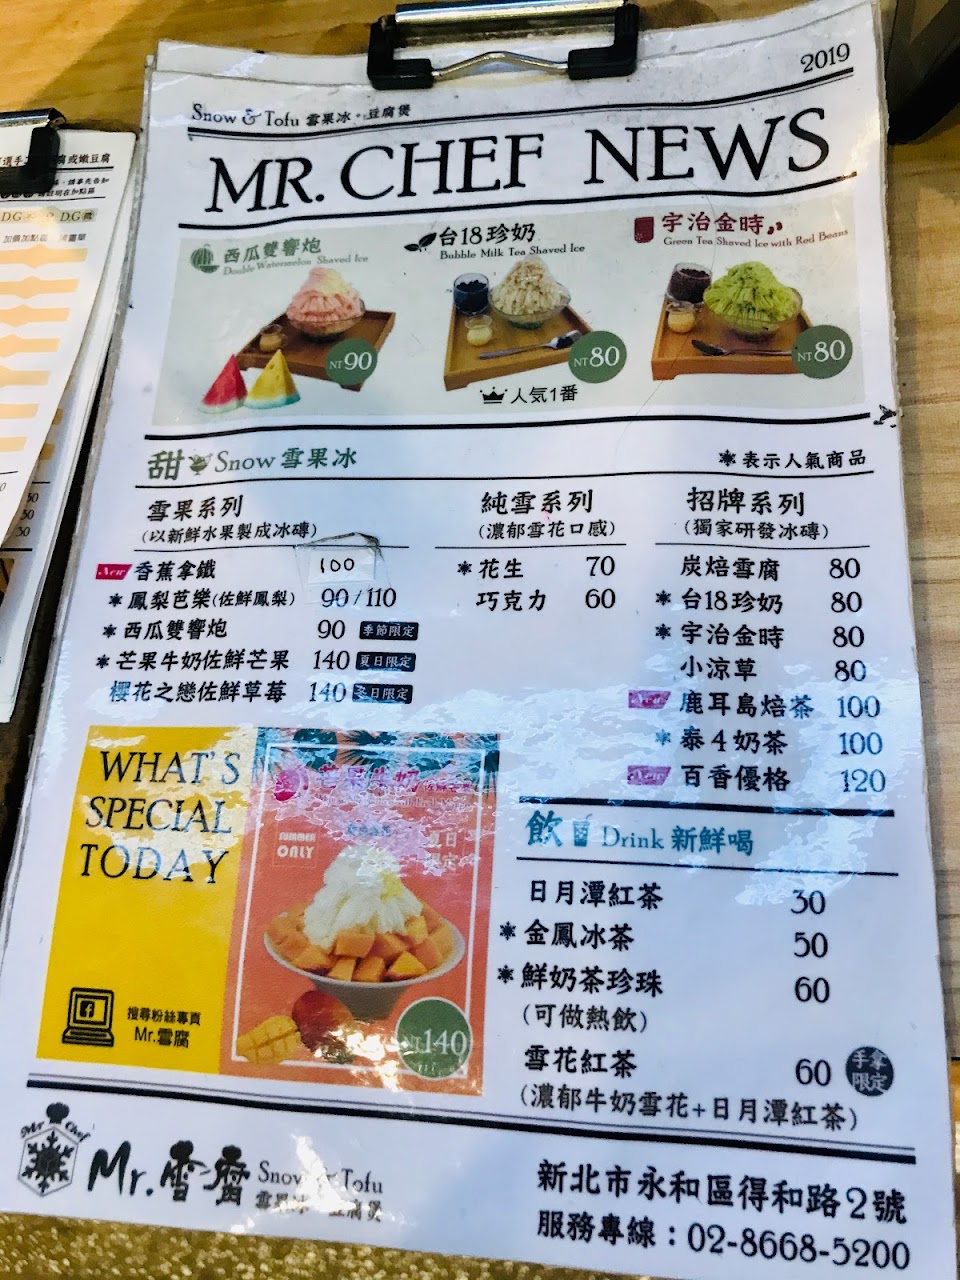 2019
Snow & Tofu 雪果冰。豆腐煲
MR. CHEF NEWS
西瓜雙響炮
Double Watermelon Shaved Ice
NT90
台18珍奶
Bubble Milk Tea Shaved Ice
NT80
人気1番
宇治金時
Green Tea Shaved Ice with Red Beans
NT80
甜 Snow 雪果冰
表示人氣商品
雪果系列
(以新鮮水果製成冰磚)
New 香蕉拿鐵 100
鳳梨芭樂(佐鮮鳳梨) 90/110
西瓜雙響炮 90 季節限定
芒果牛奶佐鮮芒果 140 夏日限定
櫻花之戀佐鮮草莓 140 冬日限定
純雪系列
(濃郁雪花口感)
花生 70
巧克力 60
招牌系列
(獨家研發冰磚)
炭焙雪腐 80
台18珍奶 80
宇治金時 80
小涼草 80
New 鹿耳島焙茶 100
泰4奶茶 100
New 百香優格 120
WHAT'S
SPECIAL
TODAY
搜尋粉絲專頁
Mr.雪腐
SUMMER
ONLY
夏日
限定
NT140
飲 Drink 新鮮喝
日月潭紅茶 30
金鳳冰茶 50
鮮奶茶珍珠 60
(可做熱飲)
雪花紅茶 60 手拿限定
(濃郁牛奶雪花+日月潭紅茶)
Mr Chef
Mr.雪腐
Snow & Tofu
雪果冰 豆腐煲
新北市永和區得和路2號
服務專線：02-8668-5200